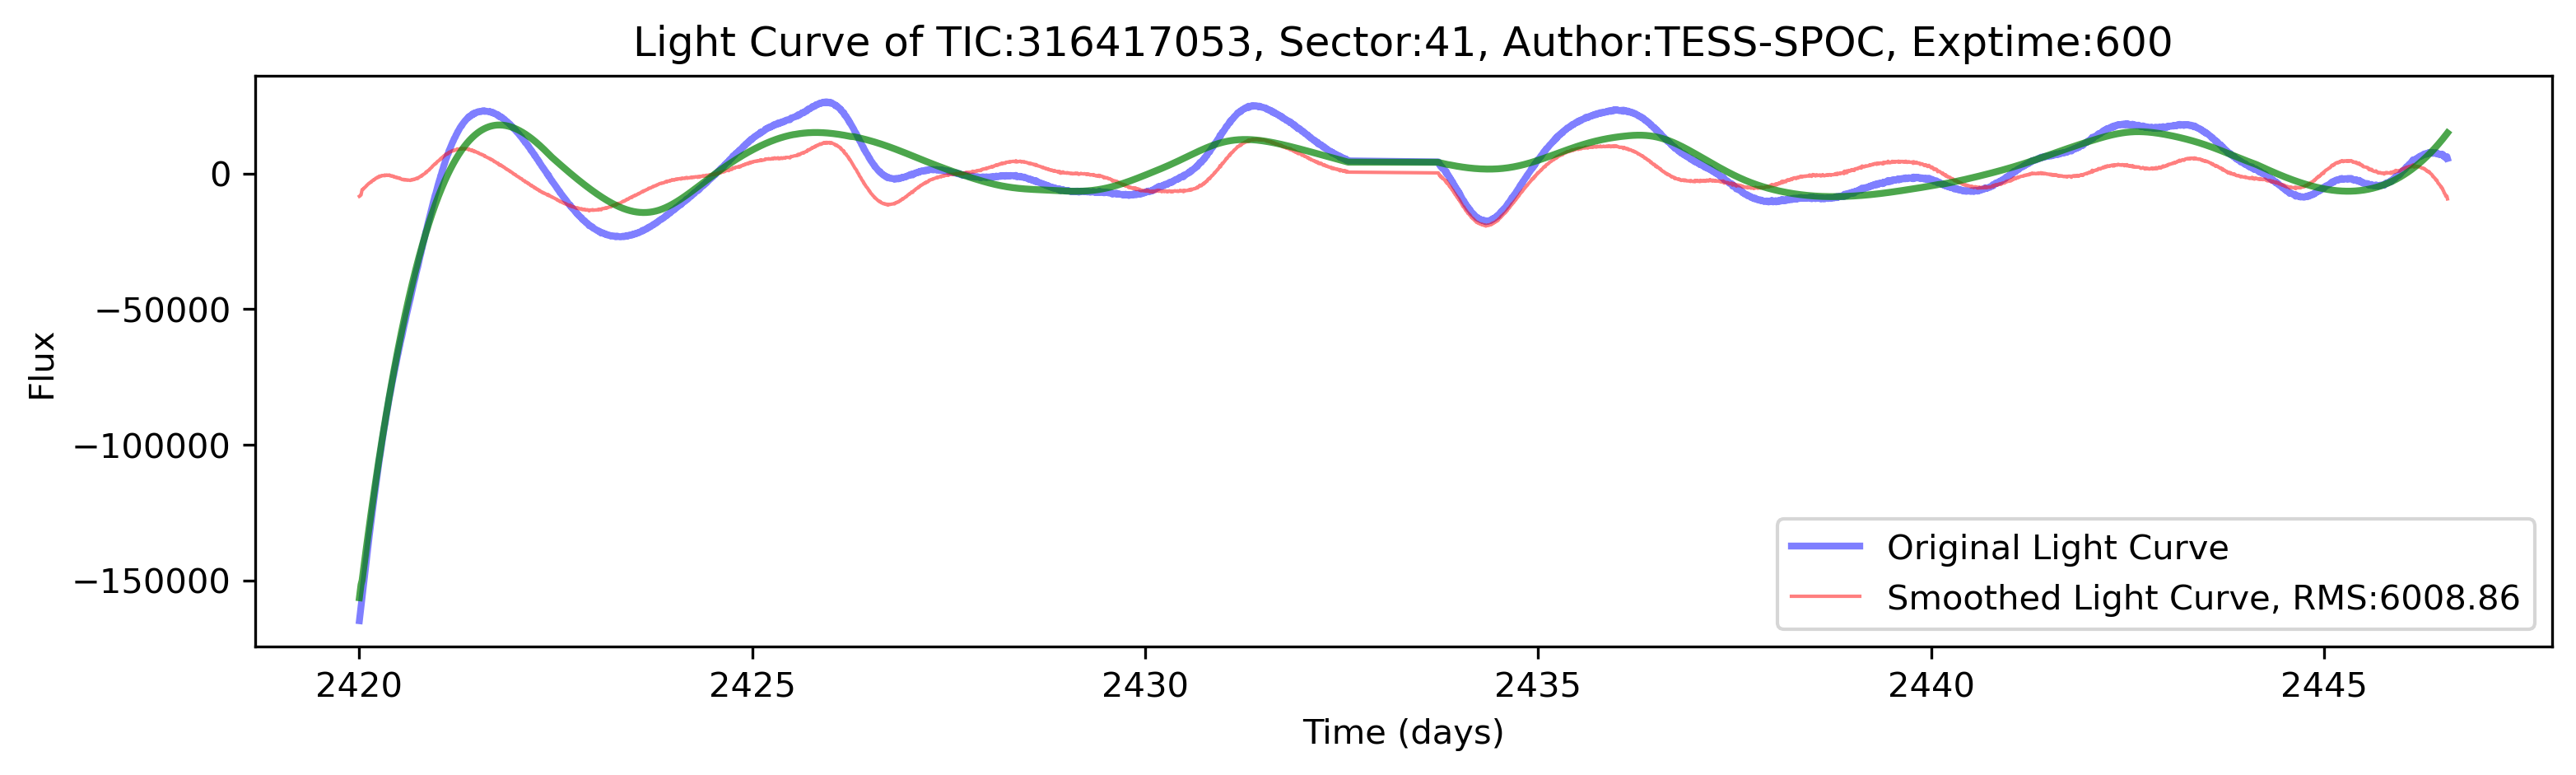 Light Curve of TIC:316417053, Sector:41, Author:TESS-SPOC, Exptime:600
0
−50000
−100000
−150000
Flux
Original Light Curve
Smoothed Light Curve, RMS:6008.86
2420 2425 2430 2435 2440 2445
Time (days)